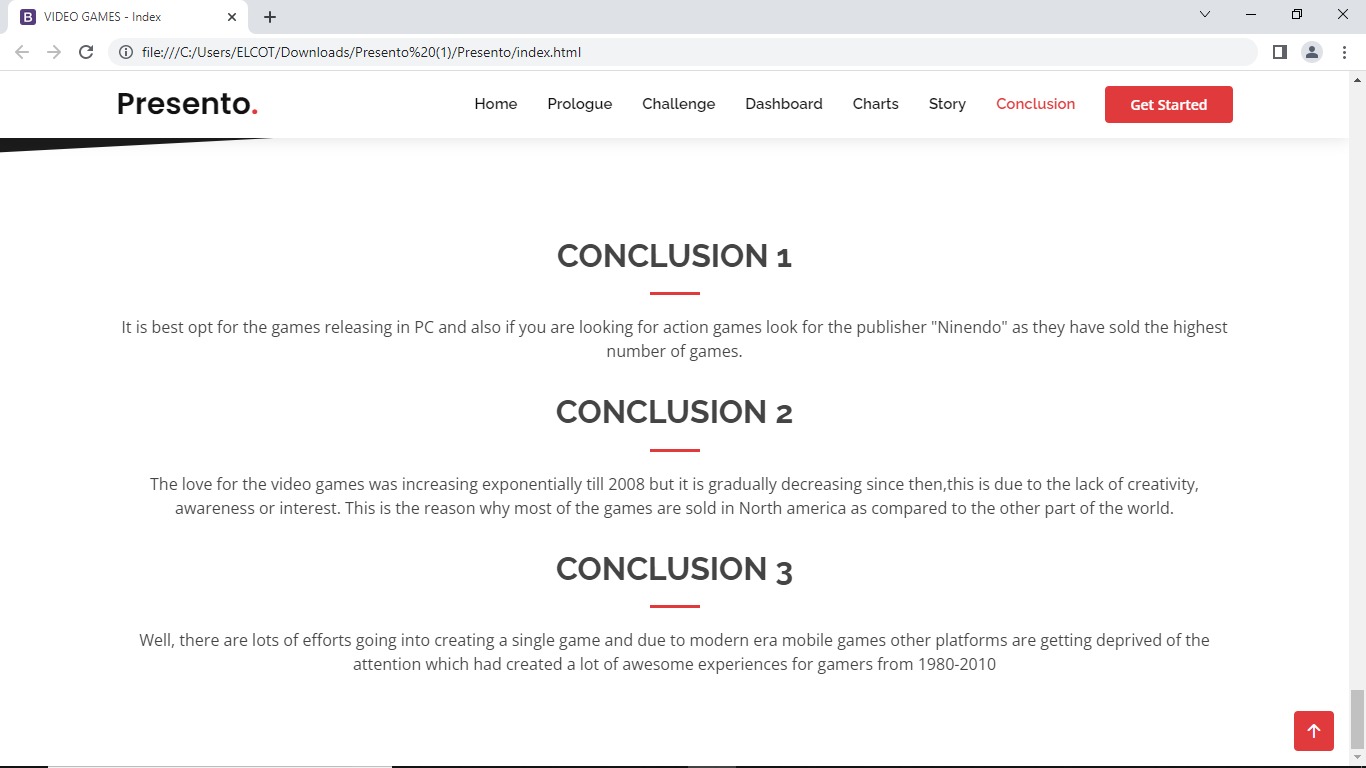 VIDEO GAMES - Index
file:///C:/Users/ELCOT/Downloads/Presento%20(1)/Presento/index.html
Presento.
Home Prologue Challenge Dashboard Charts Story Conclusion Get Started
CONCLUSION 1
It is best opt for the games releasing in PC and also if you are looking for action games look for the publisher "Ninendo" as they have sold the highest
number of games.
CONCLUSION 2
The love for the video games was increasing exponentially till 2008 but it is gradually decreasing since then,this is due to the lack of creativity,
awareness or interest. This is the reason why most of the games are sold in North america as compared to the other part of the world.
CONCLUSION 3
Well, there are lots of efforts going into creating a single game and due to modern era mobile games other platforms are getting deprived of the
attention which had created a lot of awesome experiences for gamers from 1980-2010